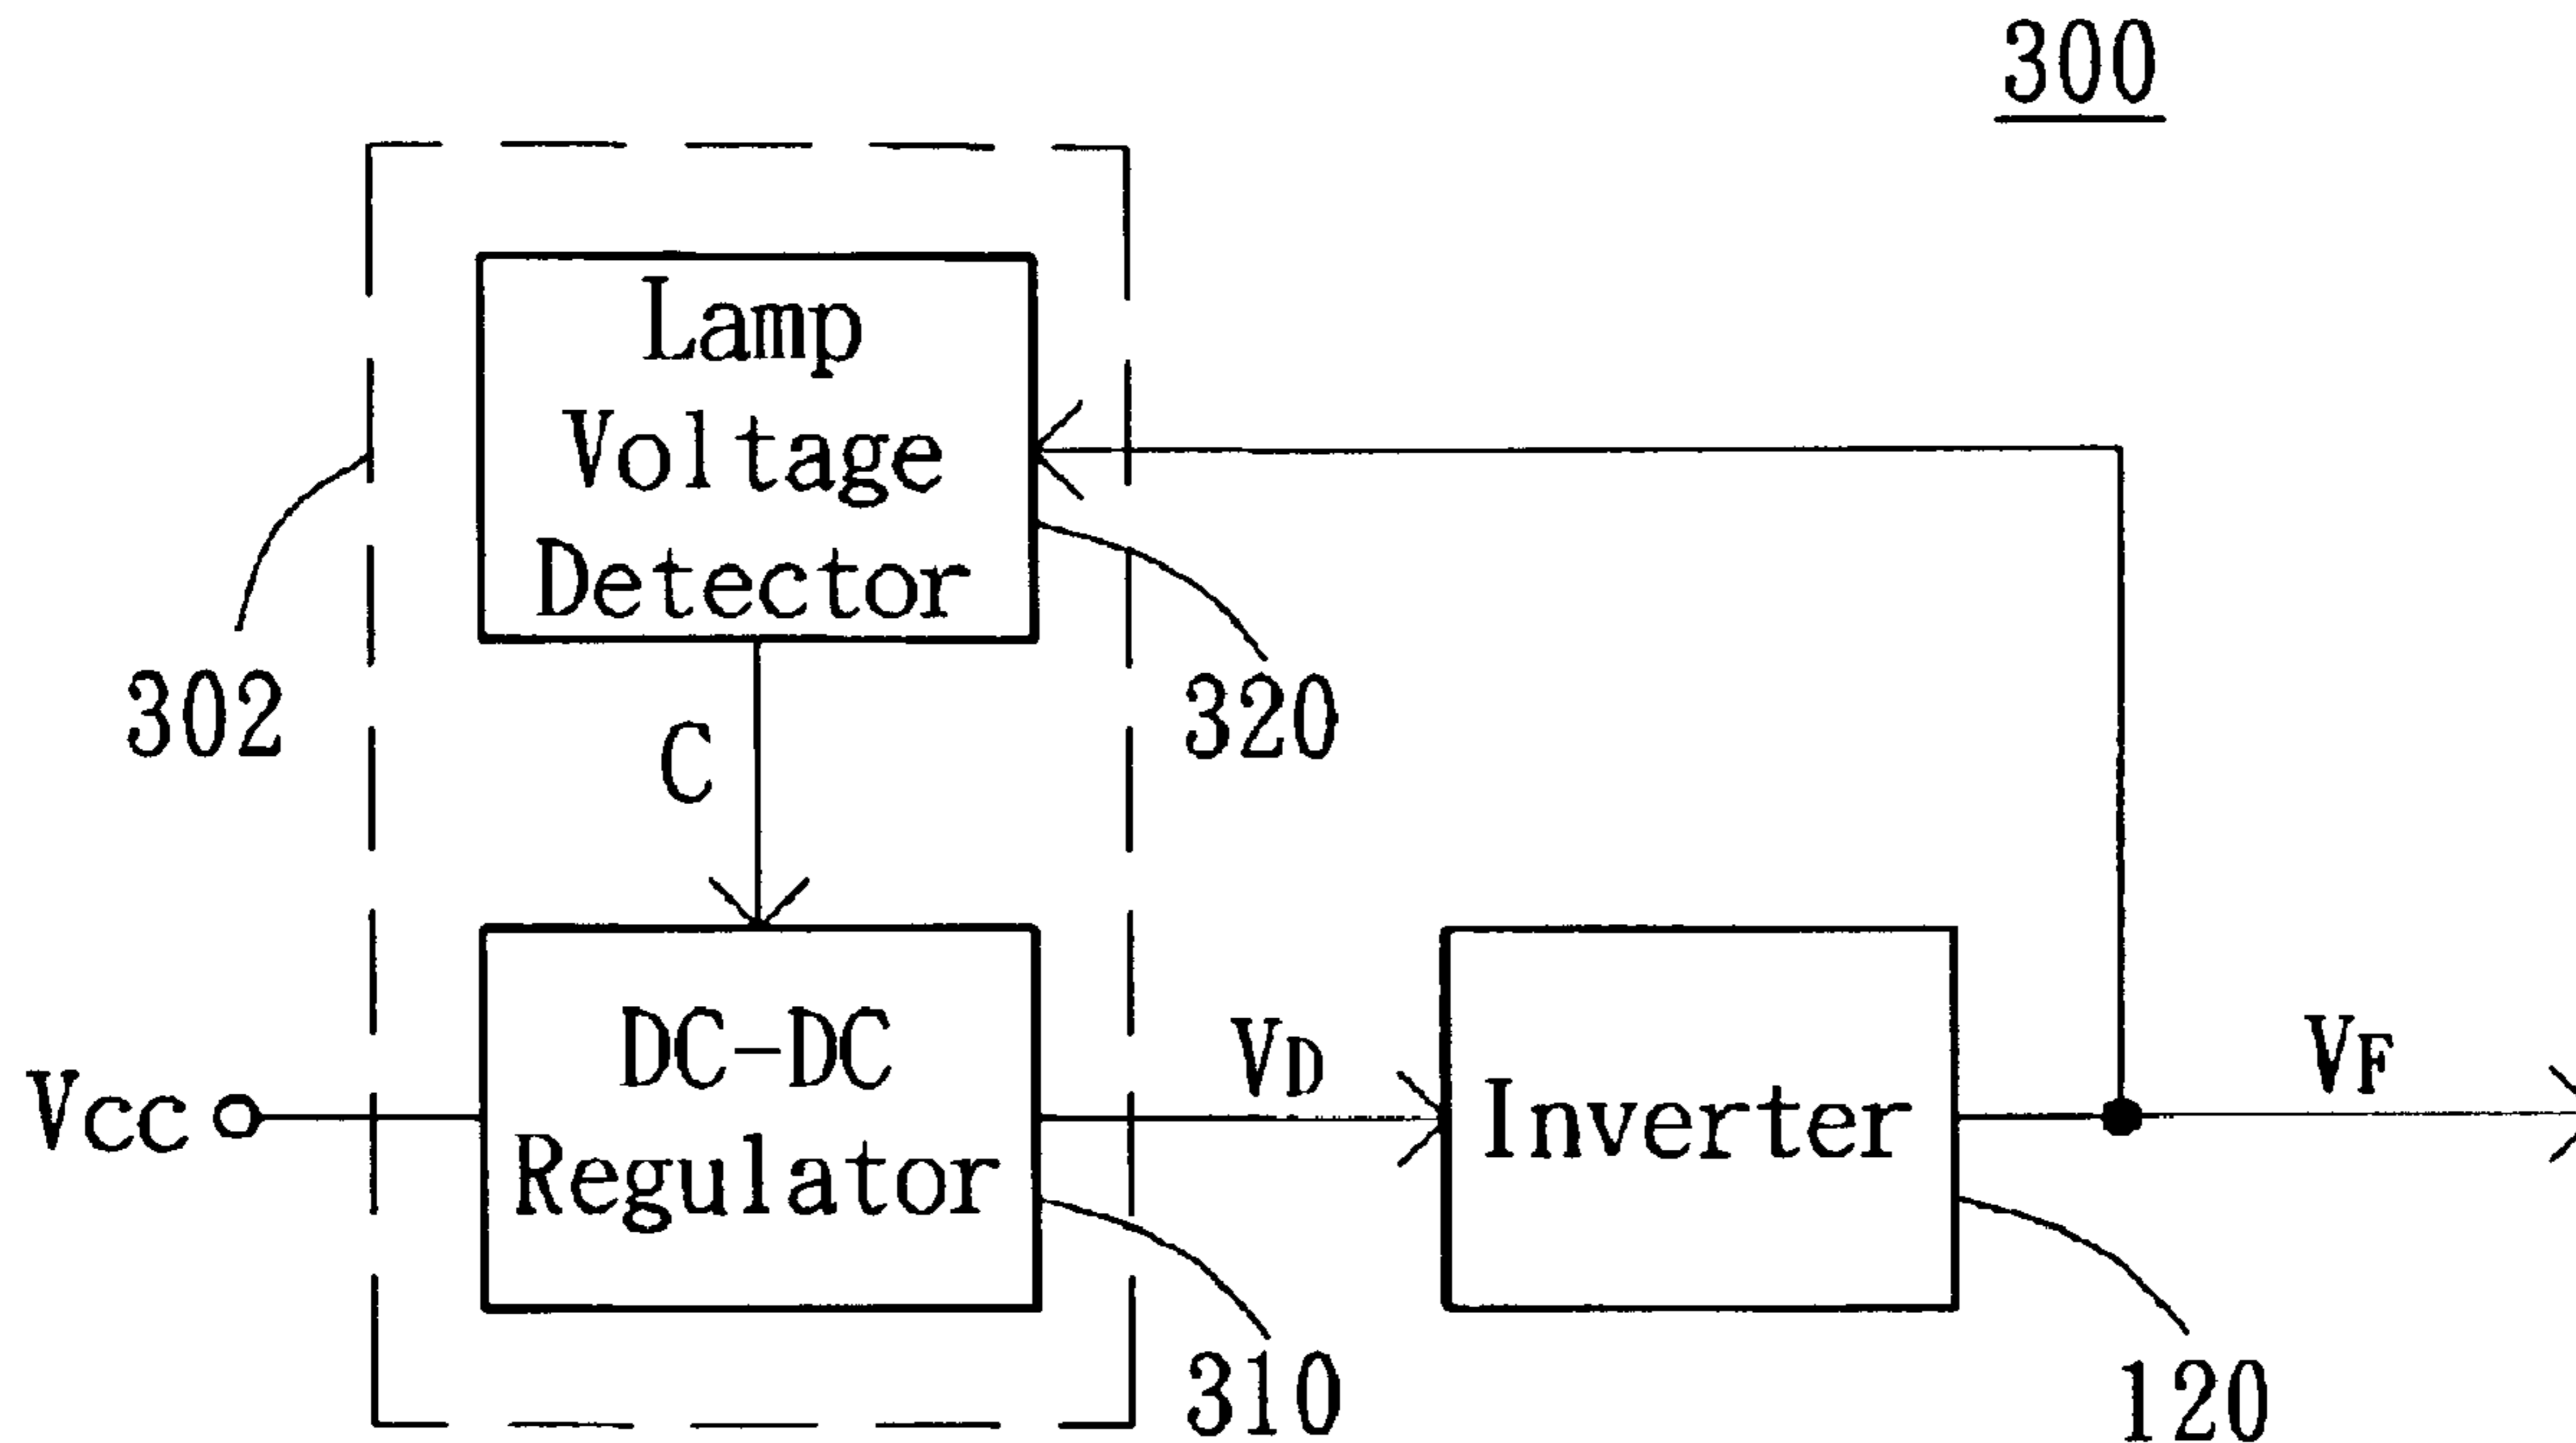 300
Lamp
Voltage
Detector
302
320
C
DC-DC
Regulator
Vcc
VD
Inverter
VF
310
120